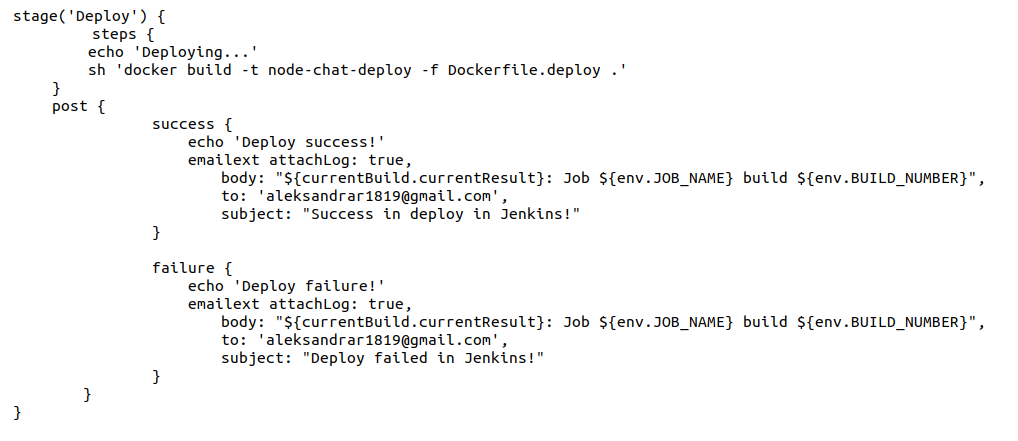 stage('Deploy') {
steps {
echo 'Deploying...'
sh 'docker build -t node-chat-deploy -f Dockerfile.deploy .'
}
post {
success {
echo 'Deploy success!'
emailext attachLog: true,
body: "${currentBuild.currentResult}: Job ${env.JOB_NAME} build ${env.BUILD_NUMBER}",
to: 'aleksandrar1819@gmail.com',
subject: "Success in deploy in Jenkins!"
}
failure {
echo 'Deploy failure!'
emailext attachLog: true,
body: "${currentBuild.currentResult}: Job ${env.JOB_NAME} build ${env.BUILD_NUMBER}",
to: 'aleksandrar1819@gmail.com',
subject: "Deploy failed in Jenkins!"
}
}
}